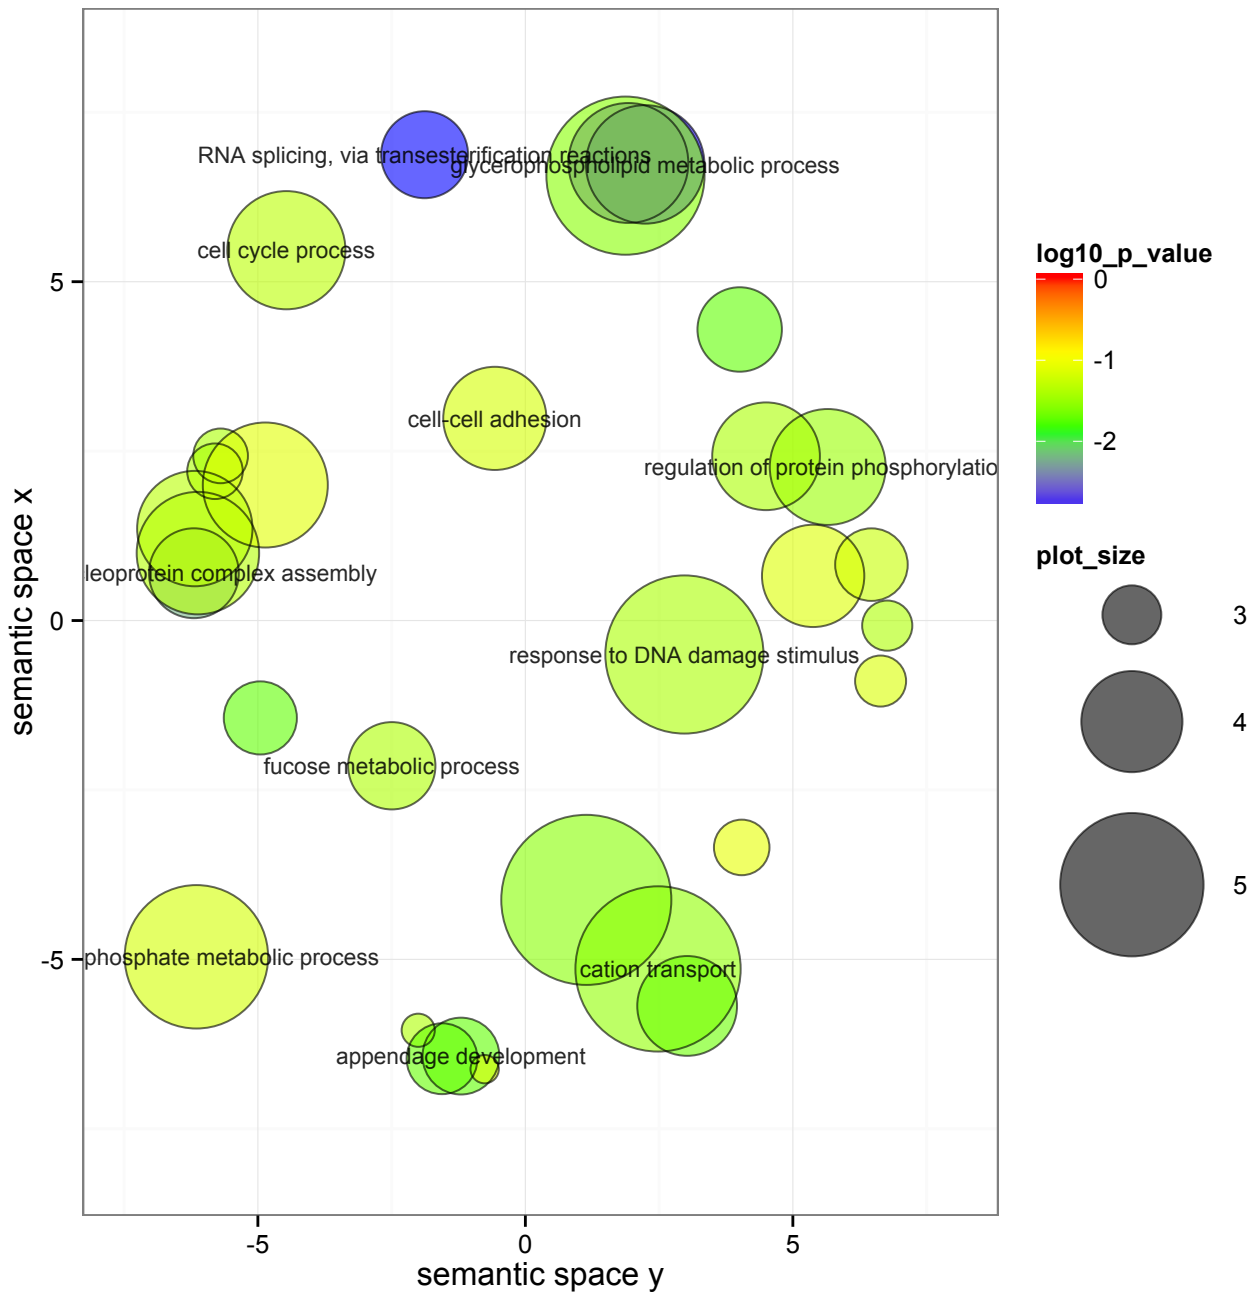 RNA splicing, via transesterification reactions
glycerophospholipid metabolic process
cell cycle process
5
cell-cell adhesion
regulation of protein phosphorylatio
leoprotein complex assembly
0
response to DNA damage stimulus
fucose metabolic process
-5
phosphate metabolic process
cation transport
appendage development
semantic space x
-5
0
5
semantic space y
log10_p_value
0
-1
-2
plot_size
3
4
5